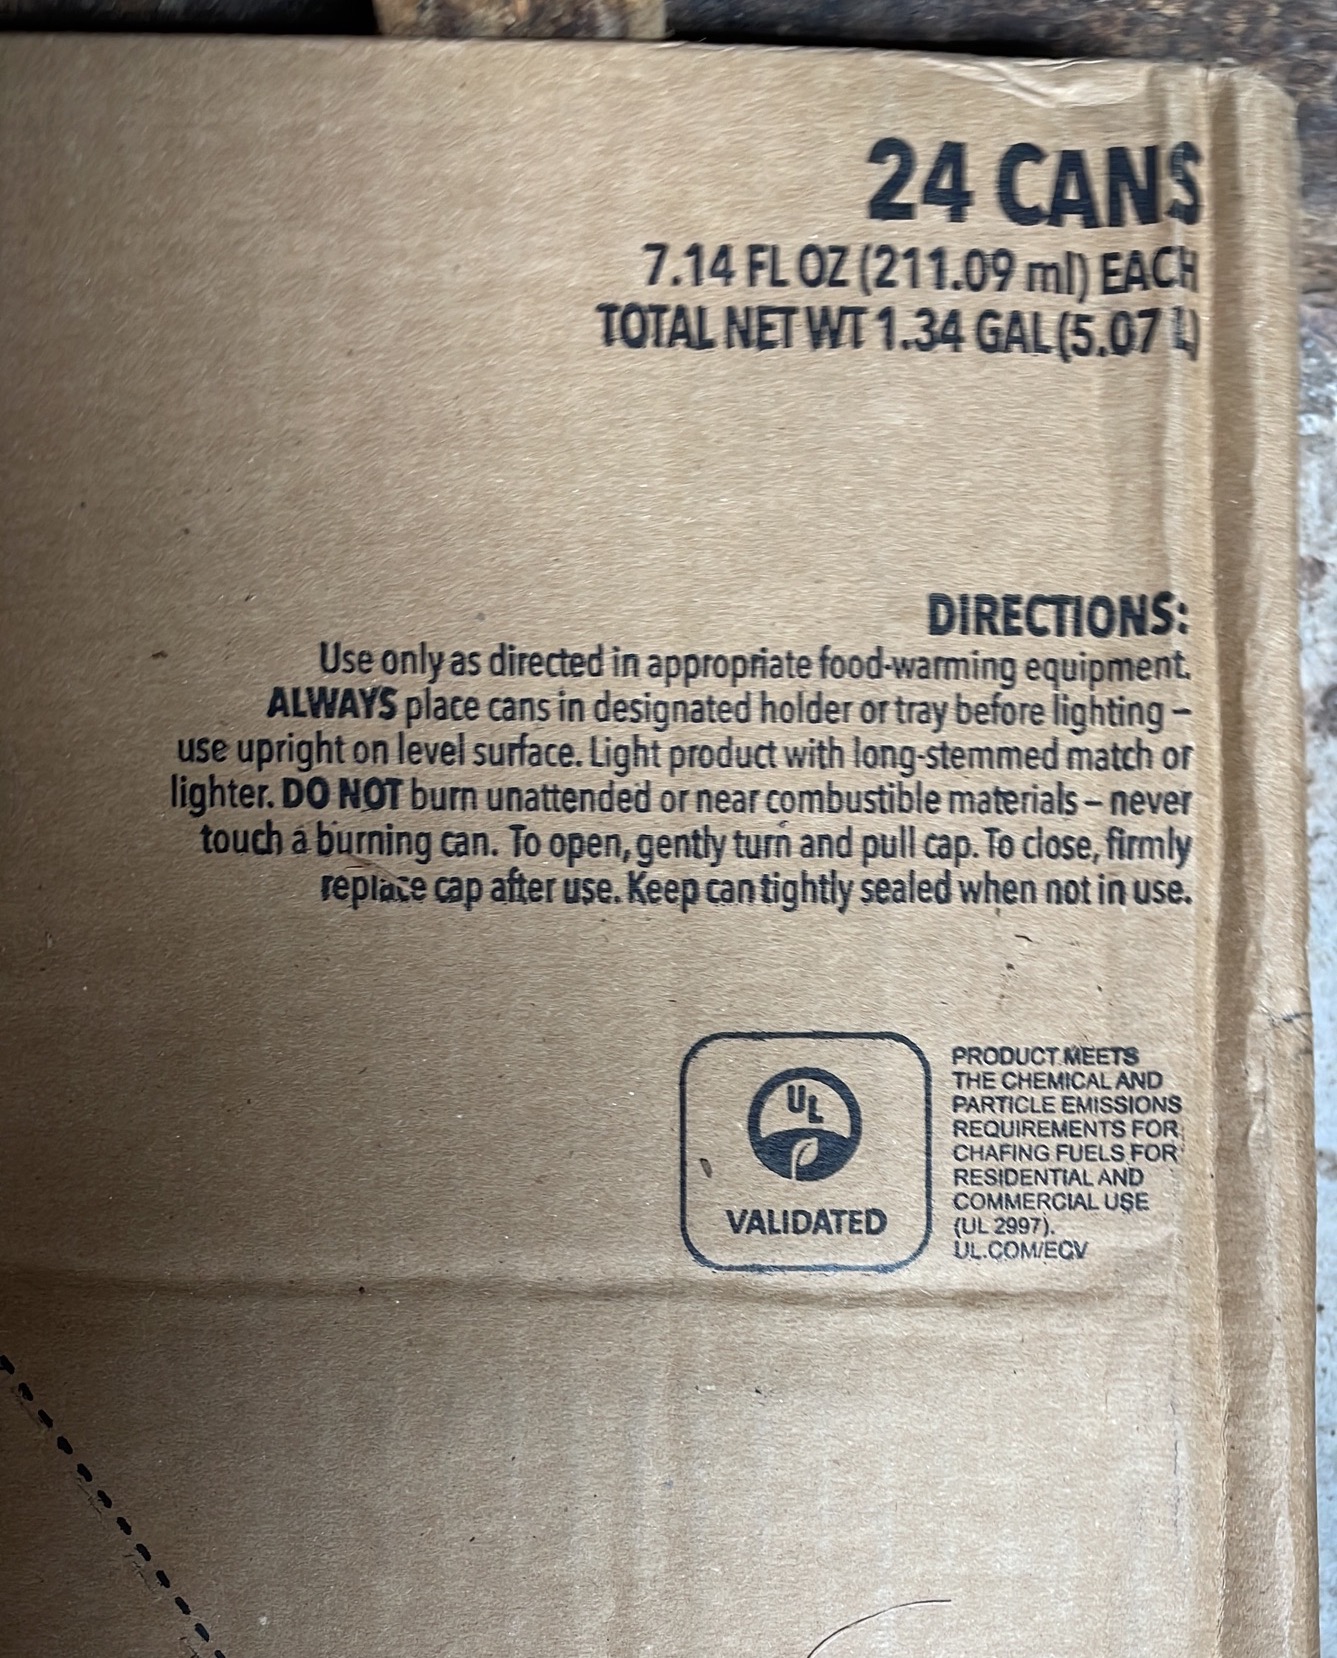 24 CANS
7.14 FL OZ (211.09 ml) EACH
TOTAL NET WT 1.34 GAL (5.07 L)
DIRECTIONS:
Use only as directed in appropriate food-warming equipment.
ALWAYS place cans in designated holder or tray before lighting –
use upright on level surface. Light product with long-stemmed match or
lighter. DO NOT burn unattended or near combustible materials – never
touch a burning can. To open, gently turn and pull cap. To close, firmly
replace cap after use. Keep can tightly sealed when not in use.
UL
VALIDATED
PRODUCT MEETS
THE CHEMICAL AND
PARTICLE EMISSIONS
REQUIREMENTS FOR
CHAFING FUELS FOR
RESIDENTIAL AND
COMMERCIAL USE
(UL 2997).
UL.COM/ECV